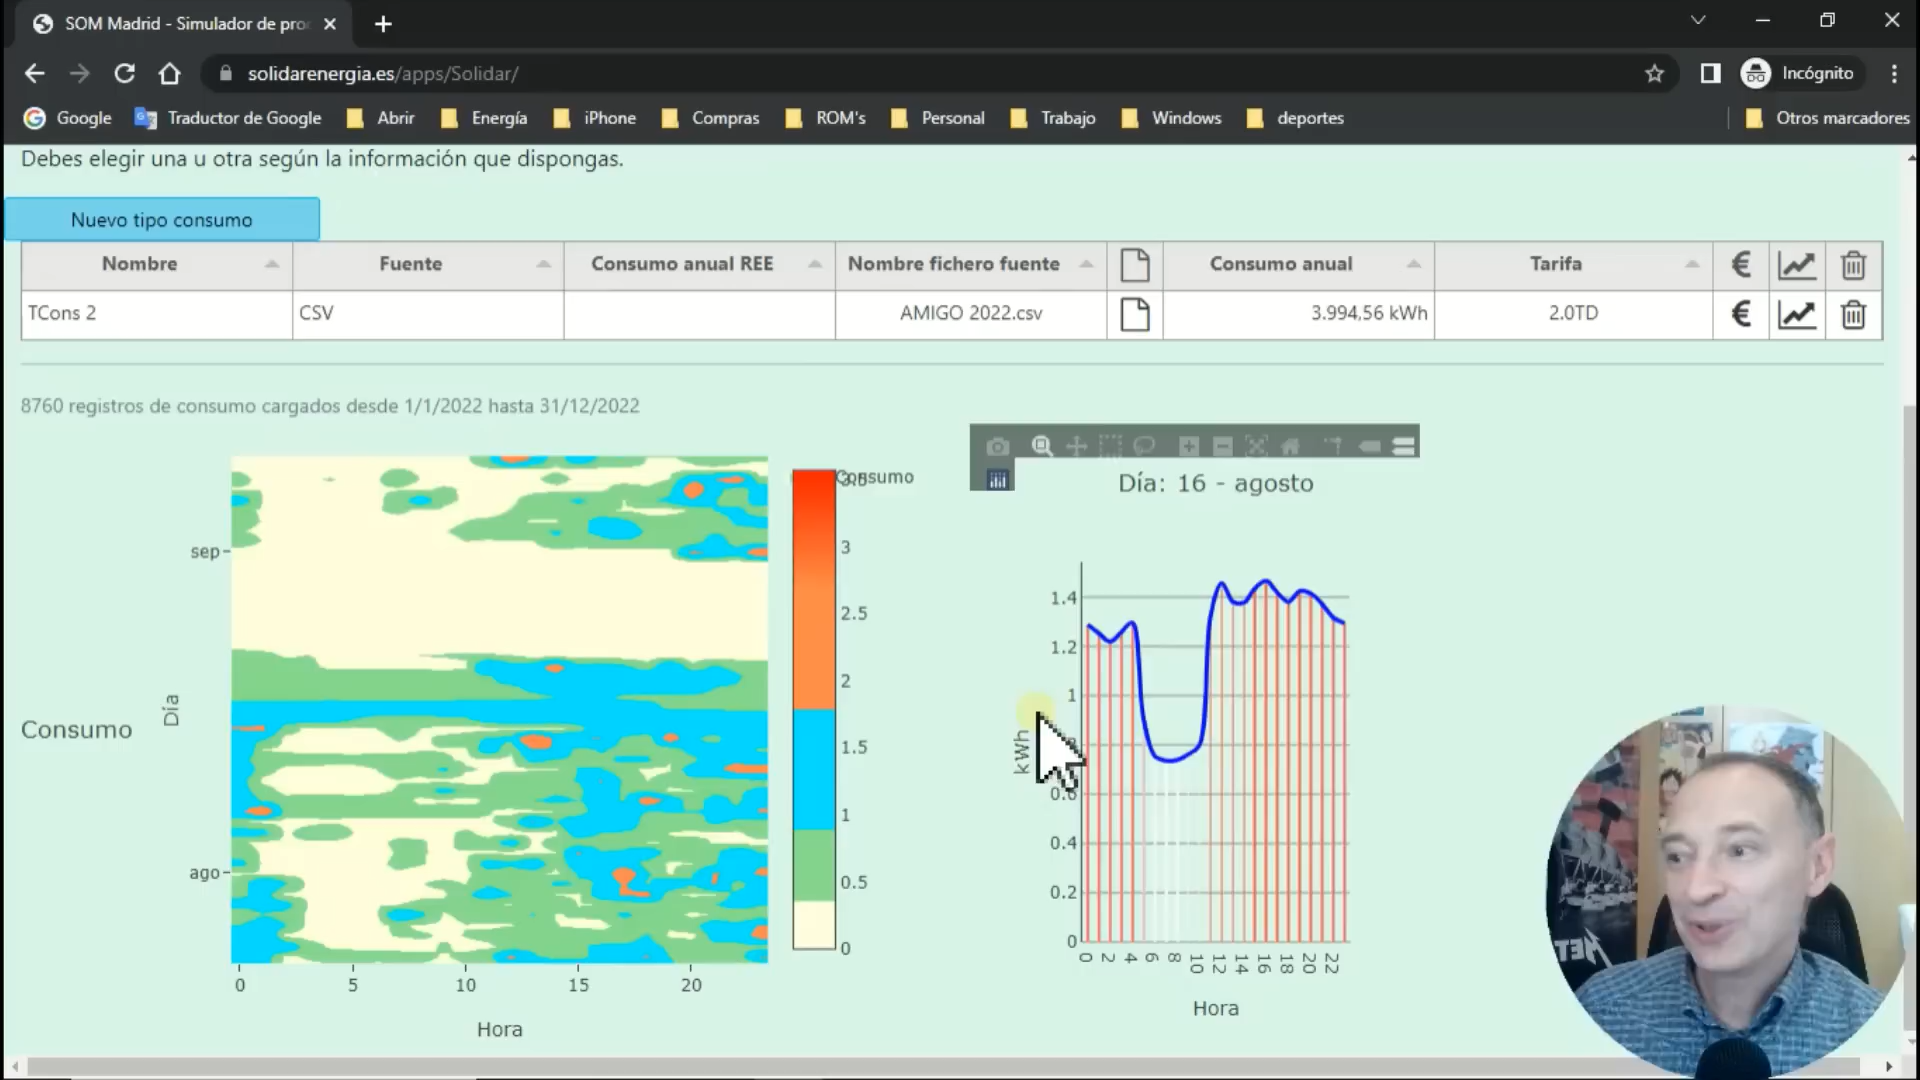 SOM Madrid - Simulador de pro
solidarenergia.es/apps/Solidar/
Incógnito
Google
Traductor de Google
Abrir
Energía
iPhone
Compras
ROM's
Personal
Trabajo
Windows
deportes
Otros marcadores
Debes elegir una u otra según la información que dispongas.
Nuevo tipo consumo
Nombre
Fuente
Consumo anual REE
Nombre fichero fuente
Consumo anual
Tarifa
€
TCons 2
CSV
AMIGO 2022.csv
3.994,56 kWh
2.0TD
€
8760 registros de consumo cargados desde 1/1/2022 hasta 31/12/2022
Consumo
3.5
3
2.5
2
1.5
1
0.5
0
sep
ago
Día
Consumo
0
5
10
15
20
Hora
Día: 16 - agosto
1.4
1.2
1
0.6
0.4
0.2
0
kWh
0
2
4
6
8
10
12
14
16
18
20
22
Hora
MET